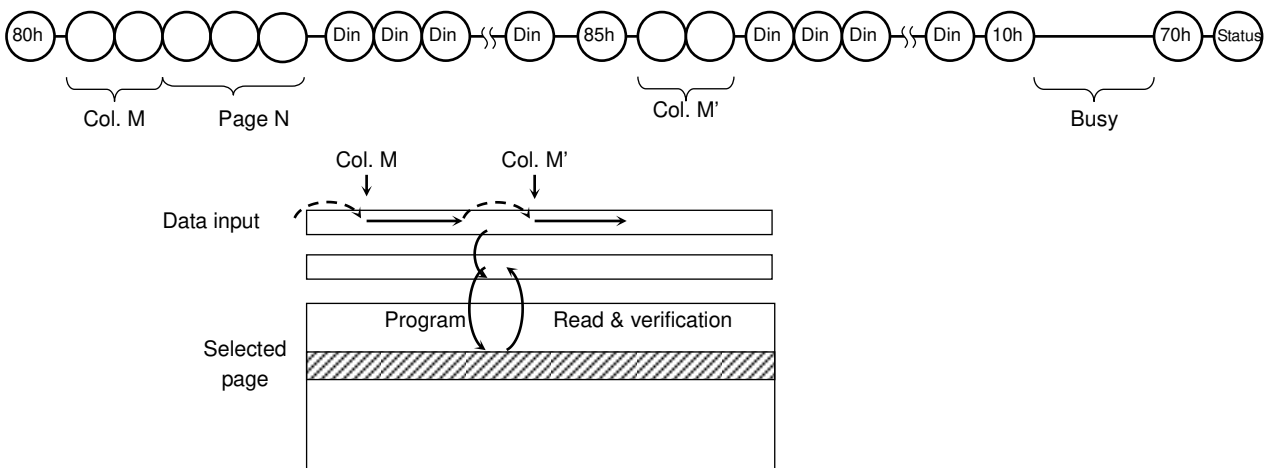 80h Din Din Din Din 85h Din Din Din Din 10h 70h Status
Col. M Page N Col. M' Busy
Col. M Col. M'
Data input
Program Read & verification
Selected
page